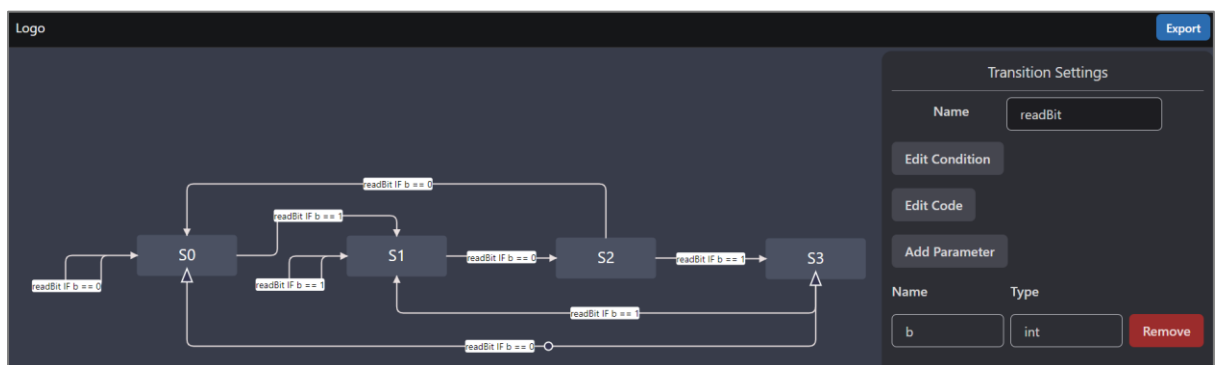 Logo
Export
readBit IF b == 0
readBit IF b == 1
S0
S1
S2
S3
readBit IF b == 0
readBit IF b == 1
readBit IF b == 0
readBit IF b == 1
readBit IF b == 1
readBit IF b == 0
Transition Settings
Name
readBit
Edit Condition
Edit Code
Add Parameter
Name Type
b int Remove